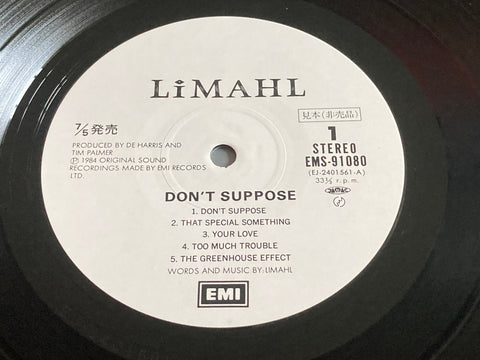 LiMAHL
7/5 発売
見本(非売品)
PRODUCED BY DE HARRIS AND
TIM PALMER
Ⓟ 1984 ORIGINAL SOUND
RECORDINGS MADE BY EMI RECORDS
LTD.
1
STEREO
EMS-91080
(EJ-2401561-A)
33⅓ r.p.m.
DON'T SUPPOSE
1. DON'T SUPPOSE
2. THAT SPECIAL SOMETHING
3. YOUR LOVE
4. TOO MUCH TROUBLE
5. THE GREENHOUSE EFFECT
WORDS AND MUSIC BY: LIMAHL
EMI